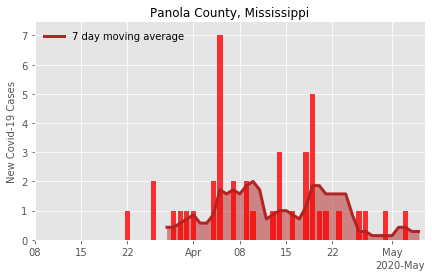 Panola County, Mississippi
7 day moving average
New Covid-19 Cases
7
6
5
4
3
2
1
0
08 15 22 Apr 08 15 22 May
2020-May